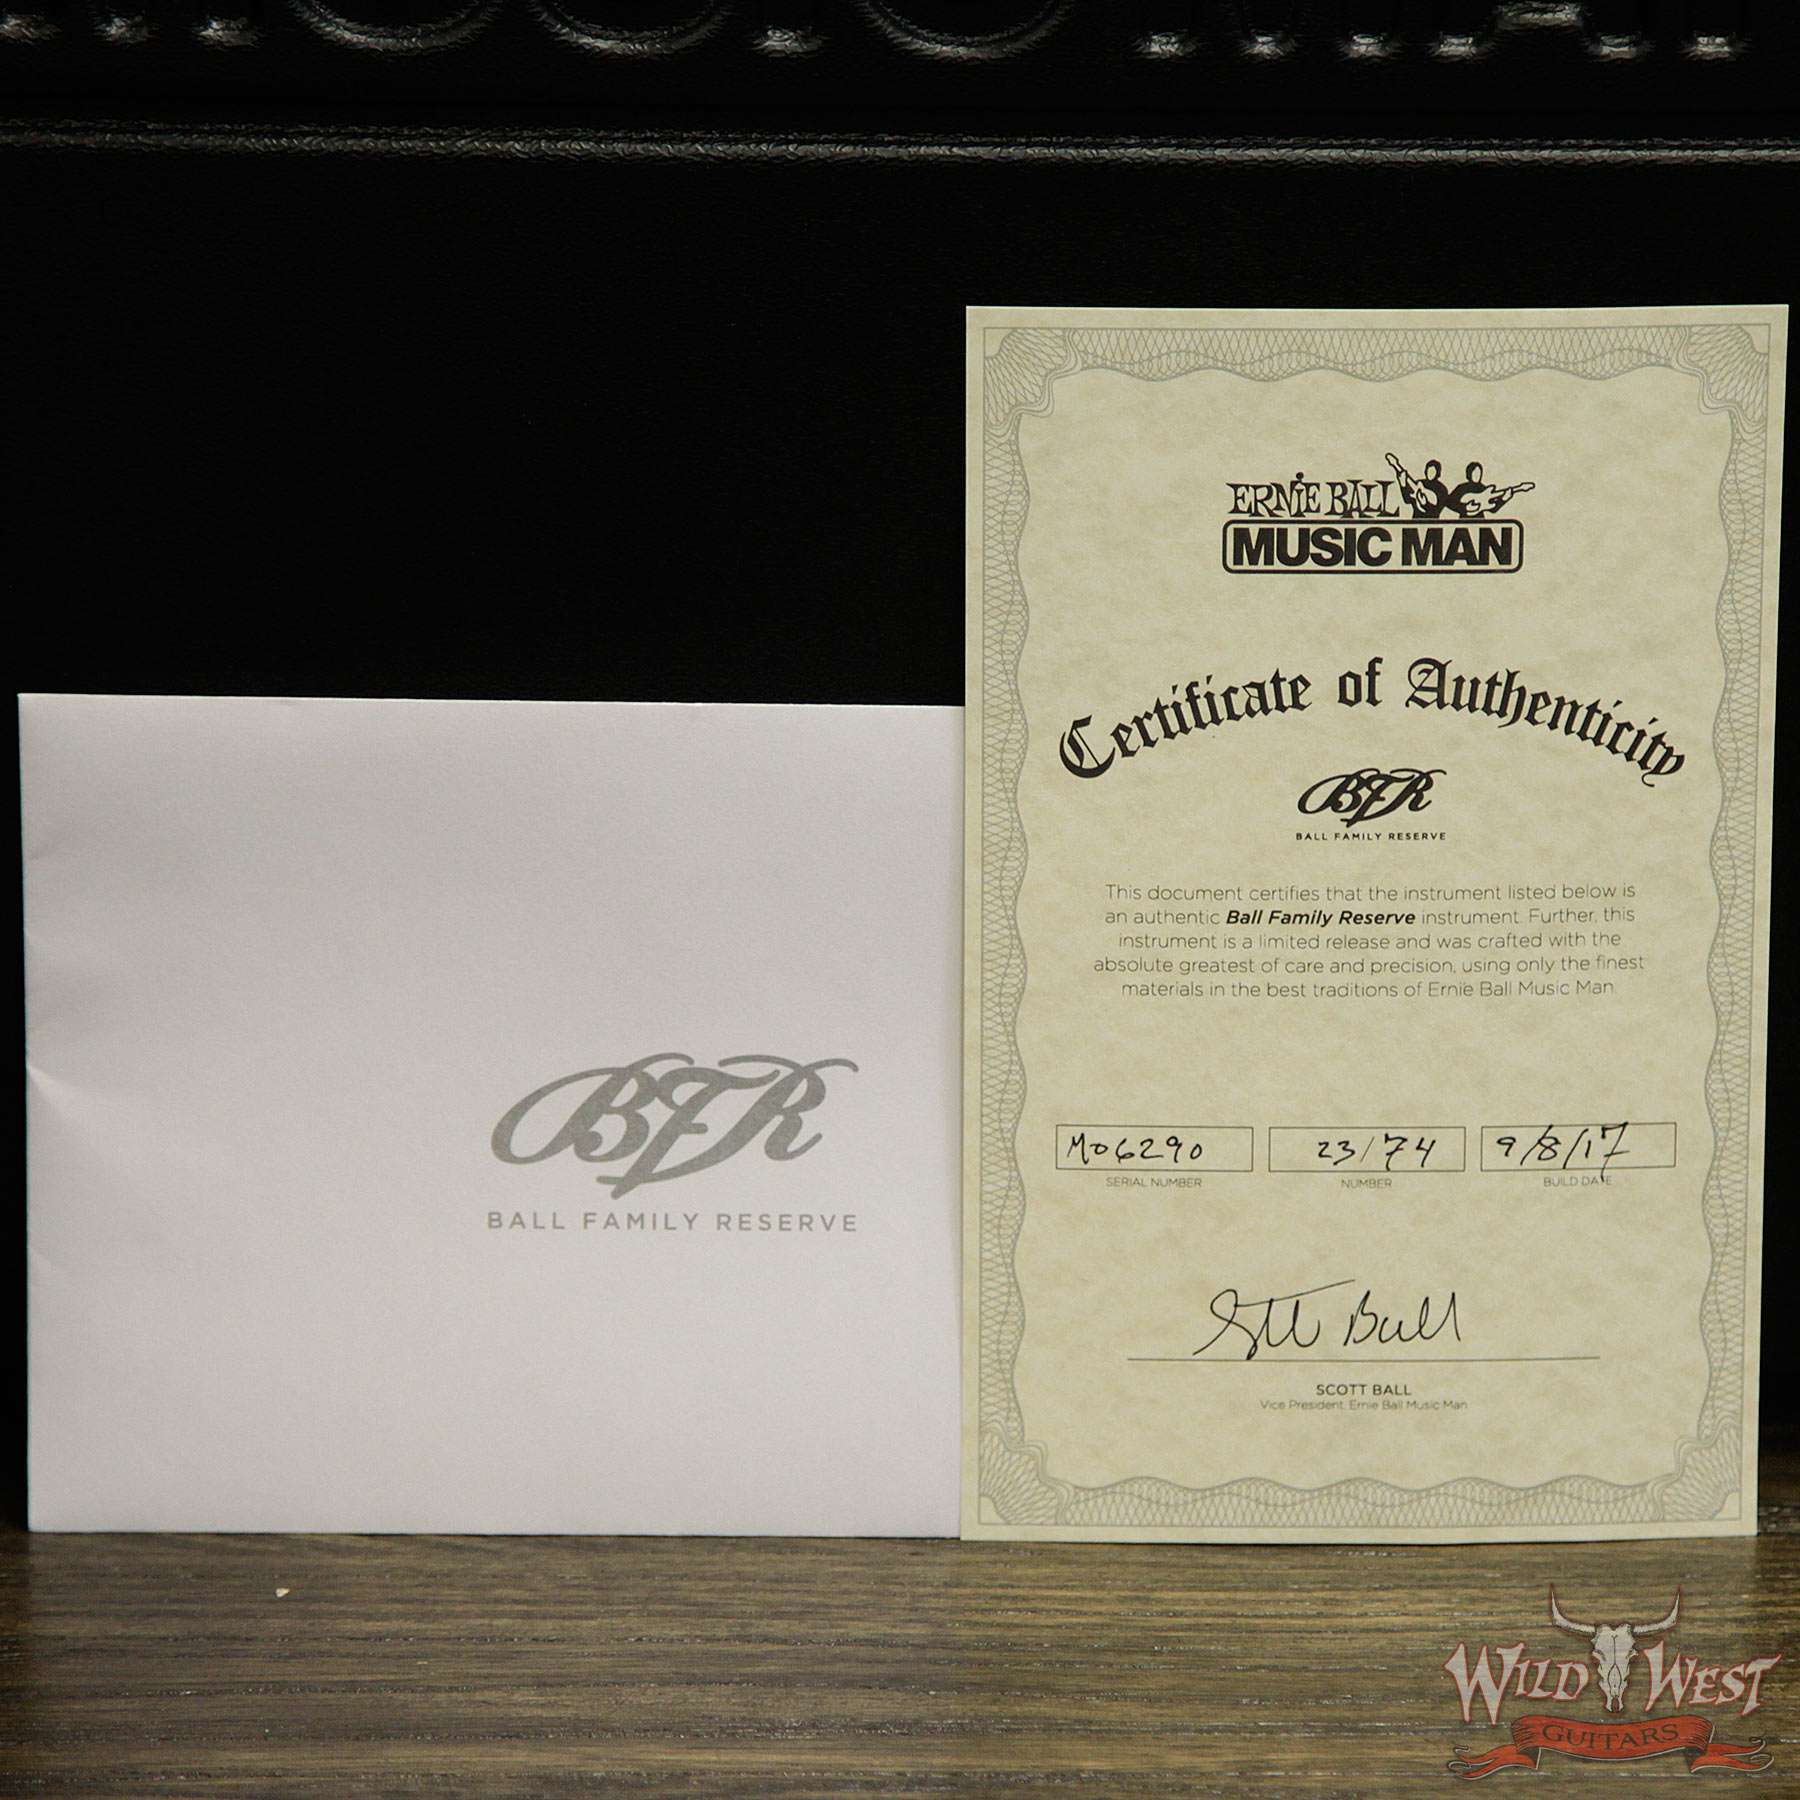 BFR
BALL FAMILY RESERVE
ERNIE BALL
MUSIC MAN
Certificate of Authenticity
BFR
BALL FAMILY RESERVE
This document certifies that the instrument listed below is
an authentic Ball Family Reserve instrument. Further, this
instrument is a limited release and was crafted with the
absolute greatest of care and precision, using only the finest
materials in the best traditions of Ernie Ball Music Man.
M06290 23/74 9/8/17
SERIAL NUMBER NUMBER BUILD DATE
Scott Ball
SCOTT BALL
Vice President, Ernie Ball Music Man
WILD WEST
GUITARS